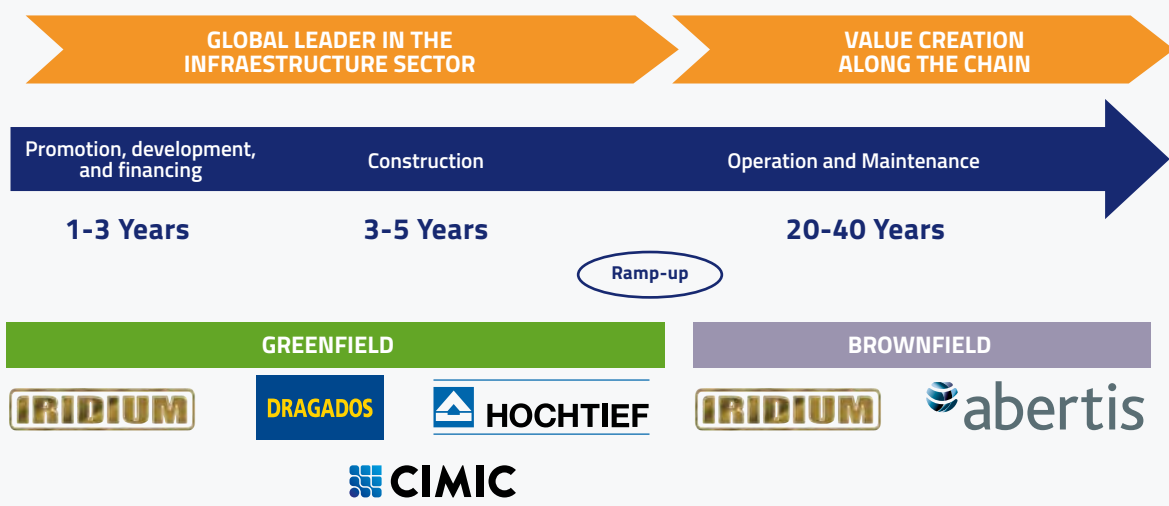 GLOBAL LEADER IN THE
INFRAESTRUCTURE SECTOR
VALUE CREATION
ALONG THE CHAIN
Promotion, development,
and financing
Construction
Operation and Maintenance
1-3 Years
3-5 Years
20-40 Years
Ramp-up
GREENFIELD
BROWNFIELD
IRIDIUM
DRAGADOS
HOCHTIEF
IRIDIUM
abertis
CIMIC